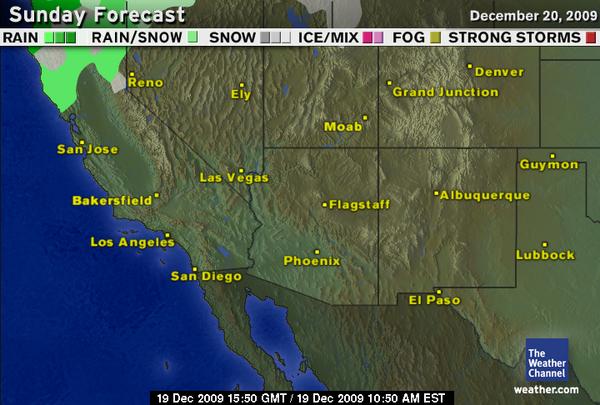 Sunday Forecast
December 20, 2009
RAIN RAIN/SNOW SNOW ICE/MIX FOG STRONG STORMS
Reno
Ely
Denver
Grand Junction
Moab
San Jose
Las Vegas
Guymon
Bakersfield
Flagstaff
Albuquerque
Los Angeles
Phoenix
Lubbock
San Diego
El Paso
The
Weather
Channel
weather.com
19 Dec 2009 15:50 GMT / 19 Dec 2009 10:50 AM EST